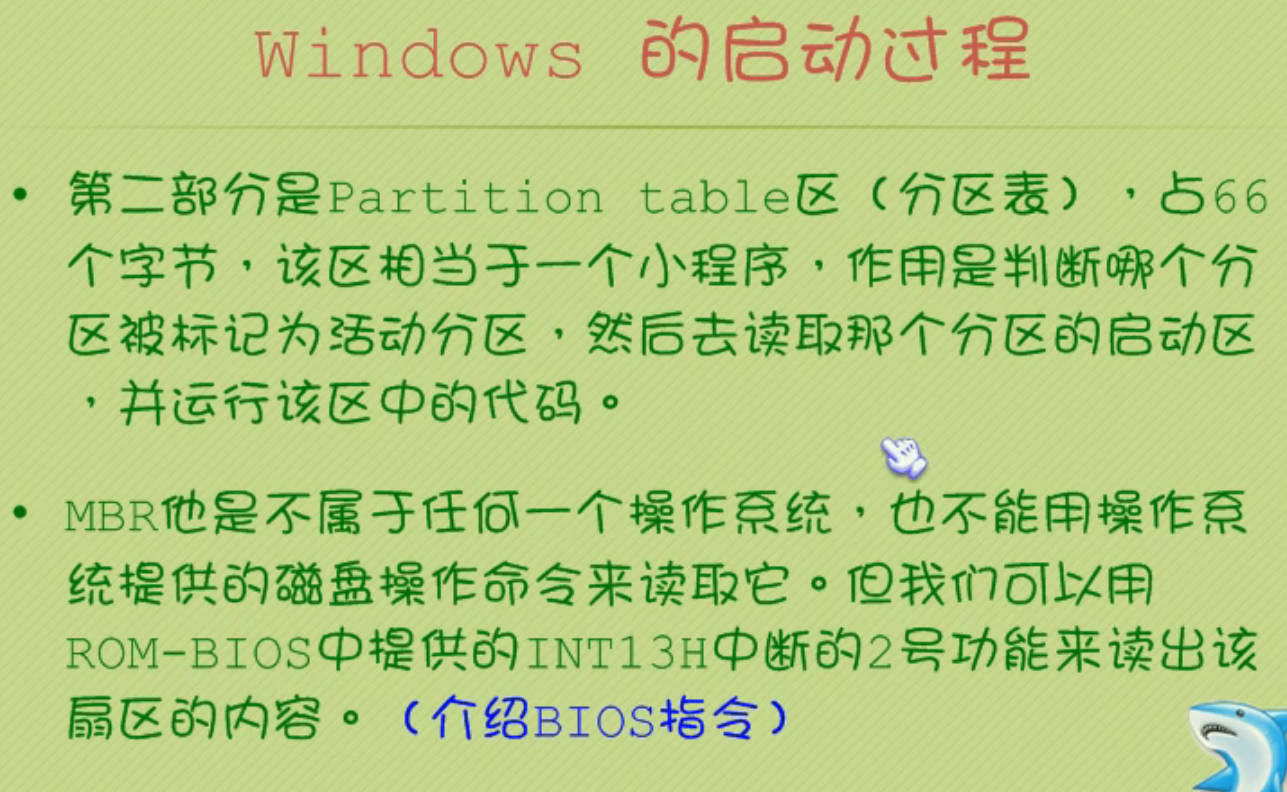 Windows 的启动过程
• 第二部分是Partition table区（分区表），占66
个字节，该区相当于一个小程序，作用是判断哪个分
区被标记为活动分区，然后去读取那个分区的启动区
，并运行该区中的代码。
• MBR他是不属于任何一个操作系统，也不能用操作系
统提供的磁盘操作命令来读取它。但我们可以用
ROM-BIOS中提供的INT13H中断的2号功能来读出该
扇区的内容。（介绍BIOS指令）